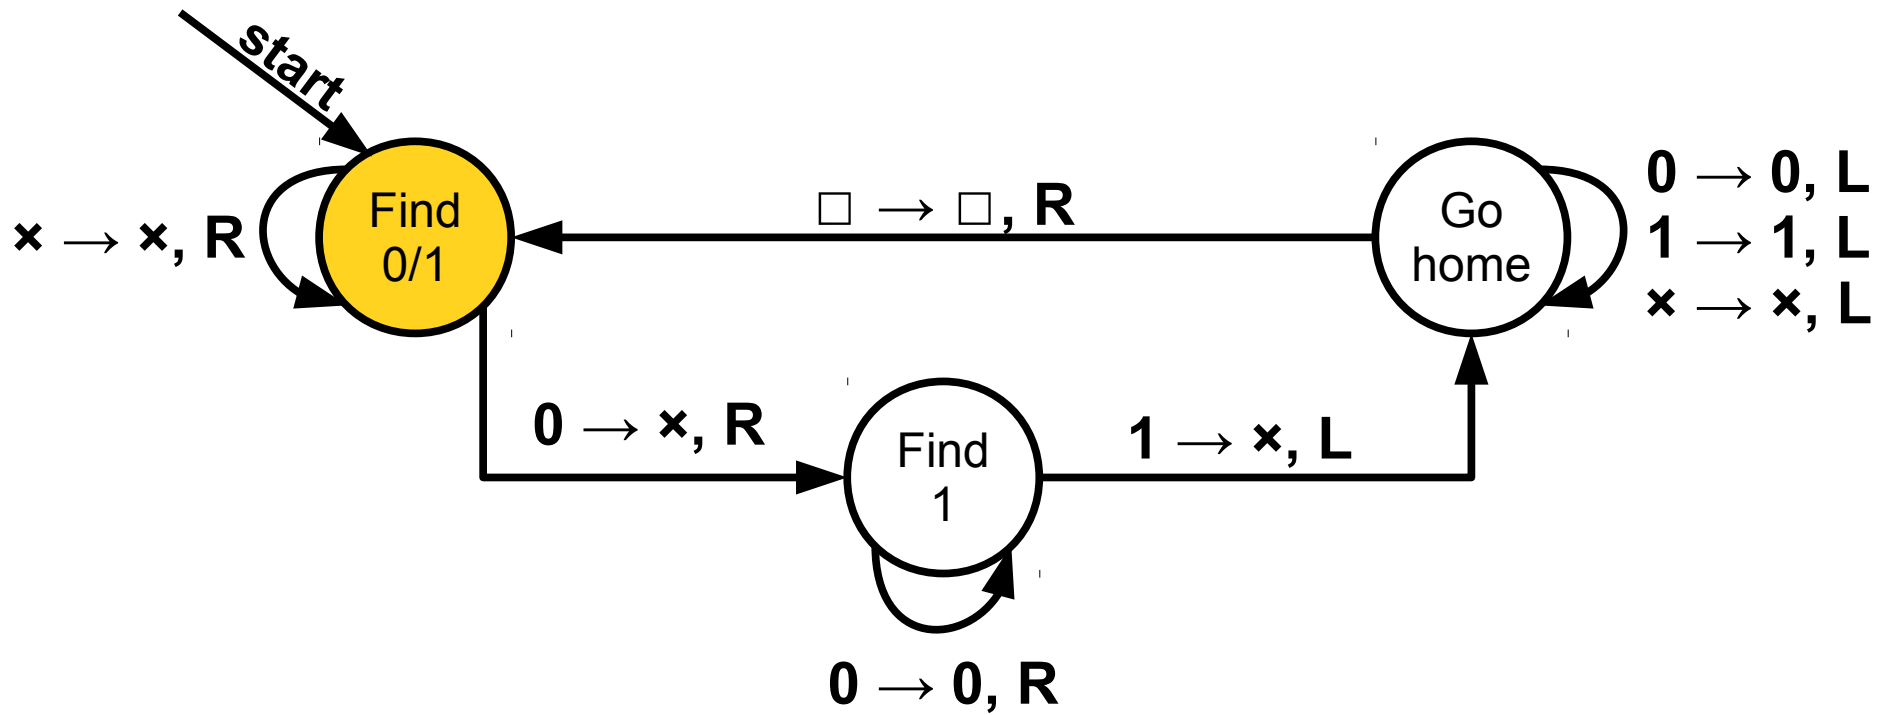 start
Find
0/1
× → ×, R
□ → □, R
Go
home
0 → 0, L
1 → 1, L
× → ×, L
0 → ×, R
Find
1
1 → ×, L
0 → 0, R